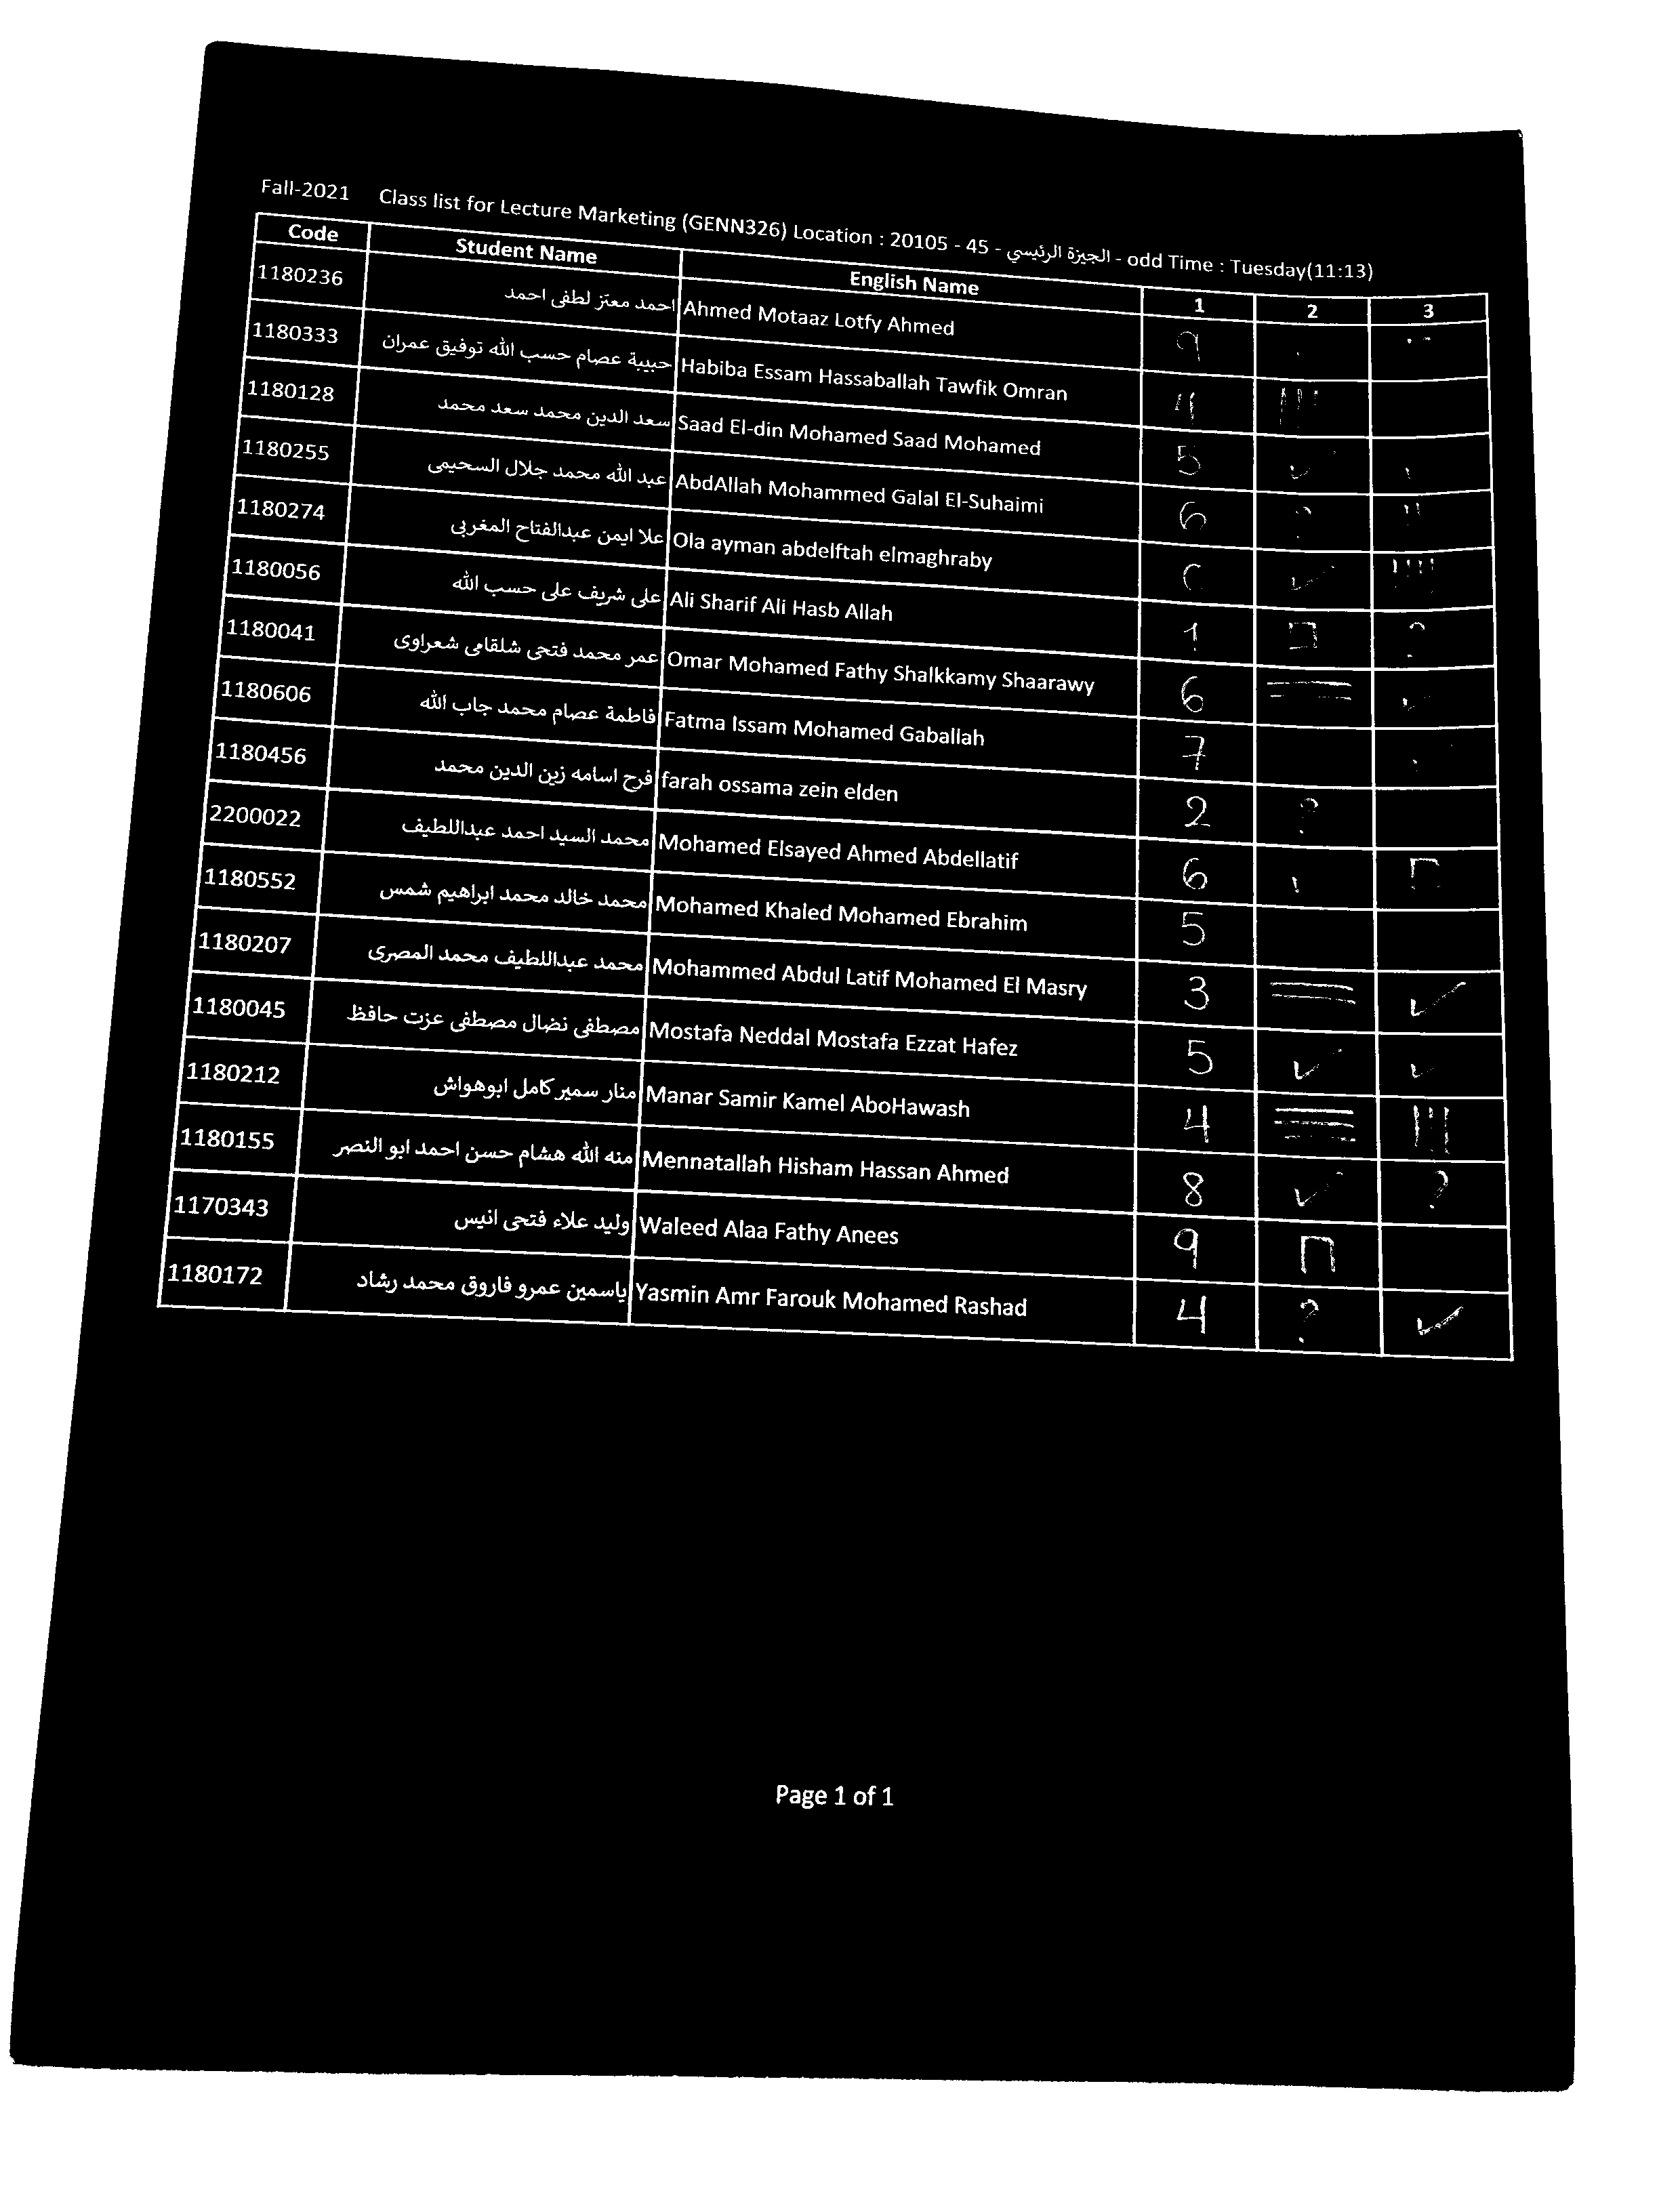 Fall-2021 Class list for Lecture Marketing (GENN326) Location : 20105 - 45 - الجيزة الرئيسي - odd Time : Tuesday(11:13)
Code Student Name English Name 1 2 3
1180236 احمد معتز لطفى احمد Ahmed Motaaz Lotfy Ahmed 9
1180333 حبيبة عصام حسب الله توفيق عمران Habiba Essam Hassaballah Tawfik Omran 4
1180128 سعد الدين محمد سعد محمد Saad El-din Mohamed Saad Mohamed 5 ✓
1180255 عبد الله محمد جلال السحيمى AbdAllah Mohammed Galal El-Suhaimi 6 ?
1180274 علا ايمن عبدالفتاح المغربى Ola ayman abdelftah elmaghraby ✓
1180056 على شريف على حسب الله Ali Sharif Ali Hasb Allah 1 ?
1180041 عمر محمد فتحى شلقامى شعراوى Omar Mohamed Fathy Shalkkamy Shaarawy 6 ✓
1180606 فاطمة عصام محمد جاب الله Fatma Issam Mohamed Gaballah 7
1180456 فرح اسامه زين الدين محمد farah ossama zein elden 2 ?
2200022 محمد السيد احمد عبداللطيف Mohamed Elsayed Ahmed Abdellatif 6
1180552 محمد خالد محمد ابراهيم شمس Mohamed Khaled Mohamed Ebrahim 5
1180207 محمد عبداللطيف محمد المصرى Mohammed Abdul Latif Mohamed El Masry 3 ✓
1180045 مصطفى نضال مصطفى عزت حافظ Mostafa Neddal Mostafa Ezzat Hafez 5 ✓ ✓
1180212 منار سمير كامل ابوهواش Manar Samir Kamel AboHawash 4
1180155 منه الله هشام حسن احمد ابو النصر Mennatallah Hisham Hassan Ahmed 8 ✓ ?
1170343 وليد علاء فتحى انيس Waleed Alaa Fathy Anees 9
1180172 ياسمين عمرو فاروق محمد رشاد Yasmin Amr Farouk Mohamed Rashad 4 ? ✓
Page 1 of 1